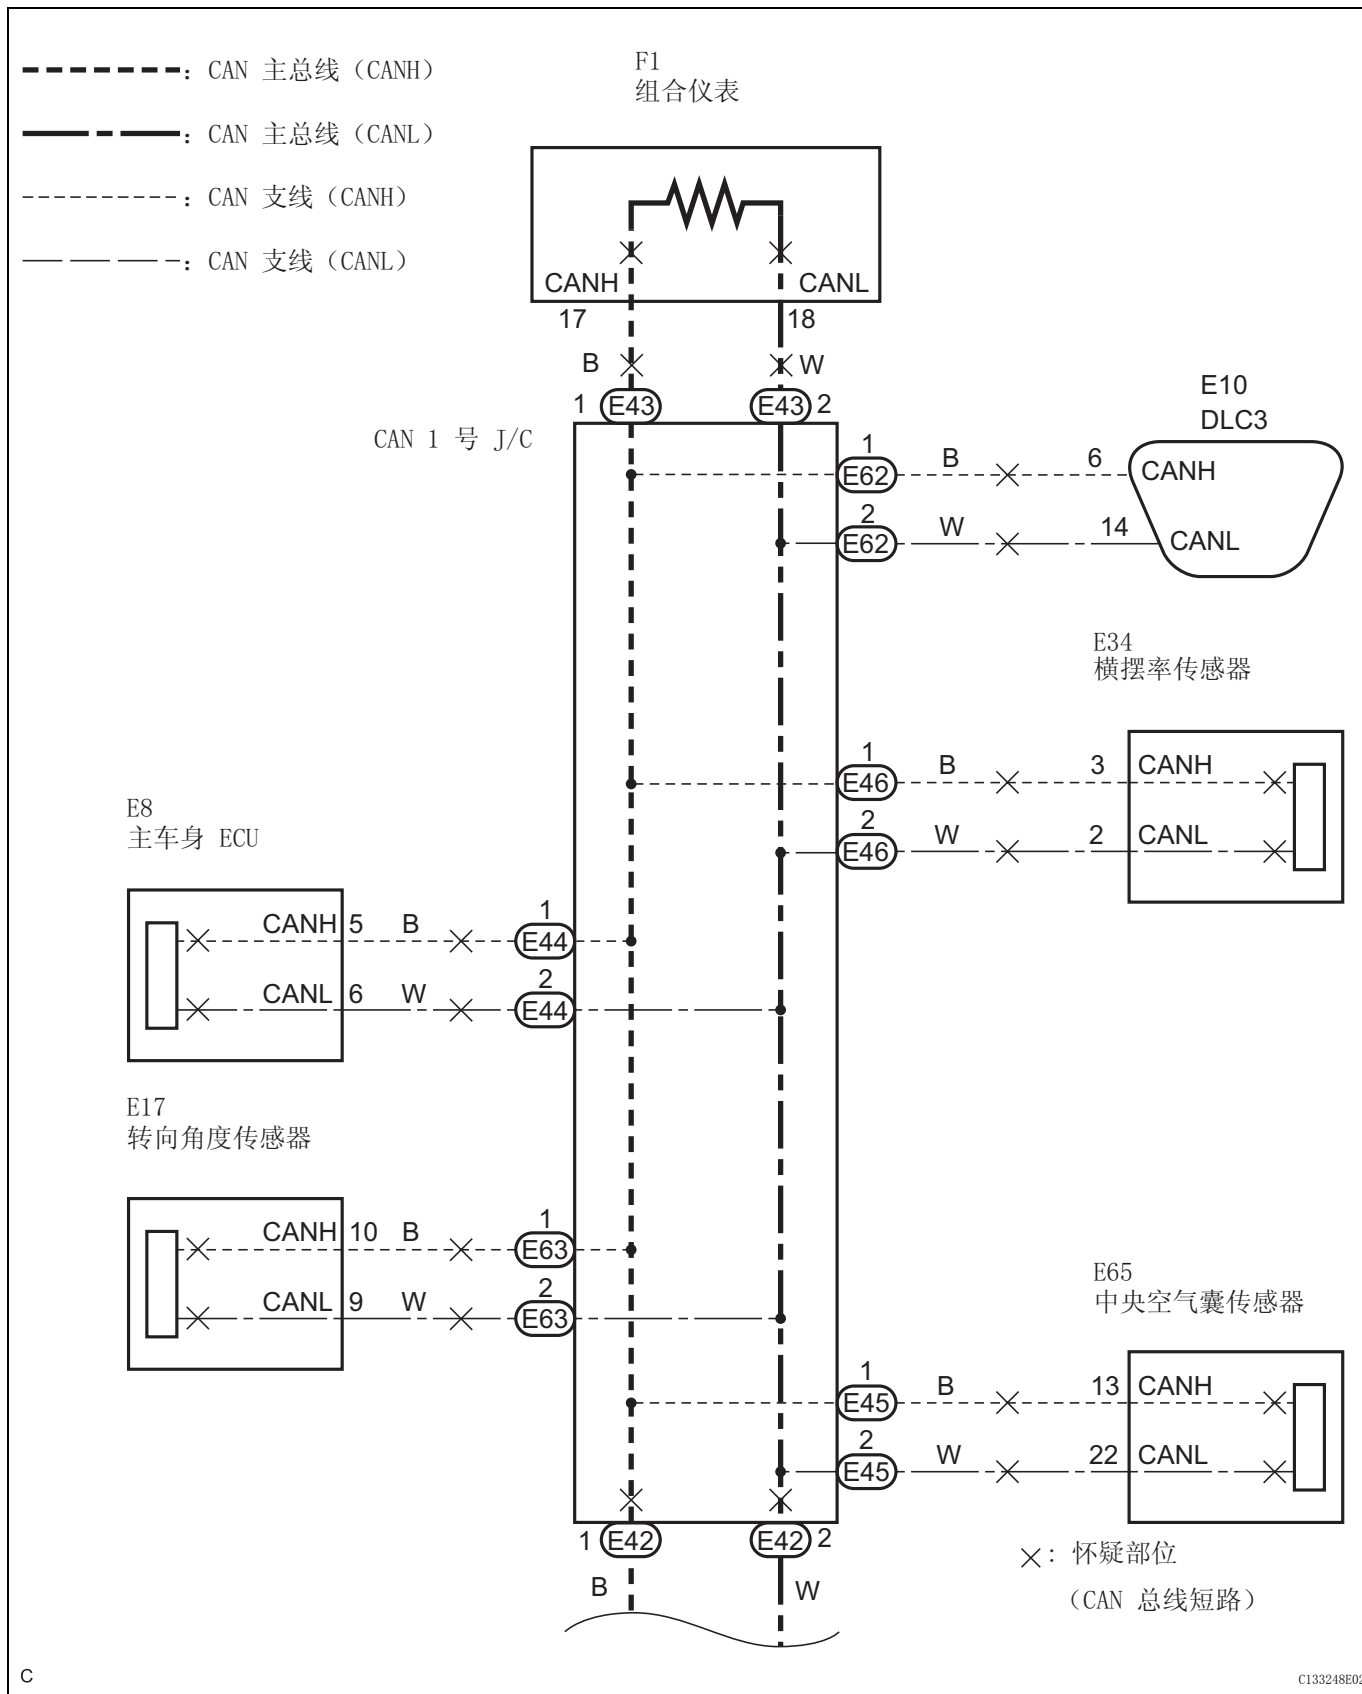 : CAN 主总线（CANH）
: CAN 主总线（CANL）
: CAN 支线（CANH）
: CAN 支线（CANL）
F1
组合仪表
CANH
CANL
17
18
B
W
1
E43
E43
2
CAN 1 号 J/C
E10
DLC3
1
E62
B
6
CANH
2
E62
W
14
CANL
E34
横摆率传感器
1
E46
B
3
CANH
2
E46
W
2
CANL
E8
主车身 ECU
CANH
5
B
1
E44
CANL
6
W
2
E44
E17
转向角度传感器
CANH
10
B
1
E63
CANL
9
W
2
E63
E65
中央空气囊传感器
1
E45
B
13
CANH
2
E45
W
22
CANL
1
E42
E42
2
B
W
: 怀疑部位
（CAN 总线短路）
C
C133248E02